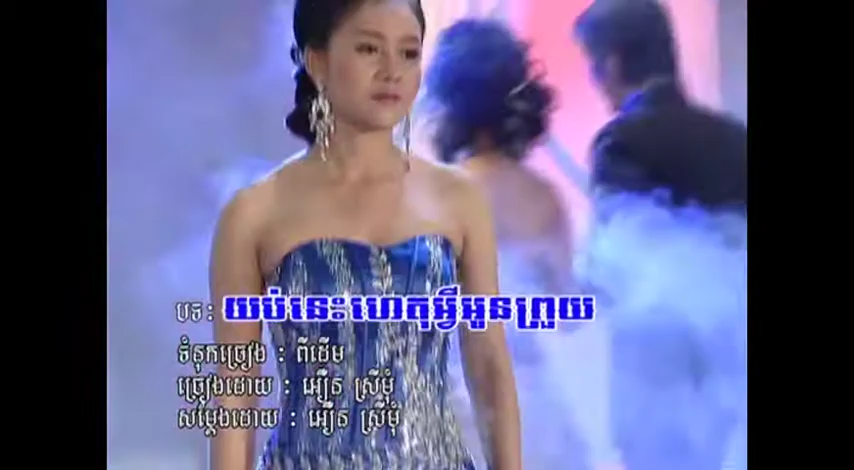 បទ: យប់នេះហេតុអ្វីអូនព្រួយ
ទំនុកច្រៀង : ពីដើម
ច្រៀងដោយ : អឿន ស្រីមុំ
សម្ដែងដោយ : អឿន ស្រីមុំ